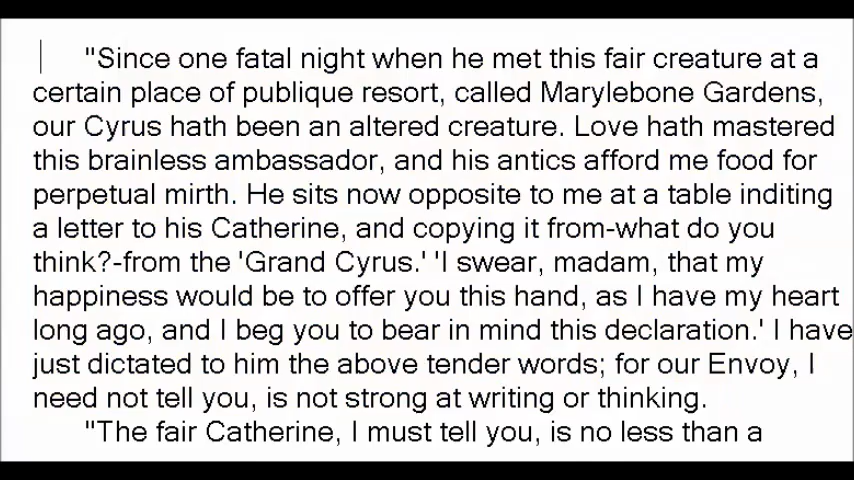 "Since one fatal night when he met this fair creature at a
certain place of publique resort, called Marylebone Gardens,
our Cyrus hath been an altered creature. Love hath mastered
this brainless ambassador, and his antics afford me food for
perpetual mirth. He sits now opposite to me at a table inditing
a letter to his Catherine, and copying it from-what do you
think?-from the 'Grand Cyrus.' 'I swear, madam, that my
happiness would be to offer you this hand, as I have my heart
long ago, and I beg you to bear in mind this declaration.' I have
just dictated to him the above tender words; for our Envoy, I
need not tell you, is not strong at writing or thinking.
"The fair Catherine, I must tell you, is no less than a